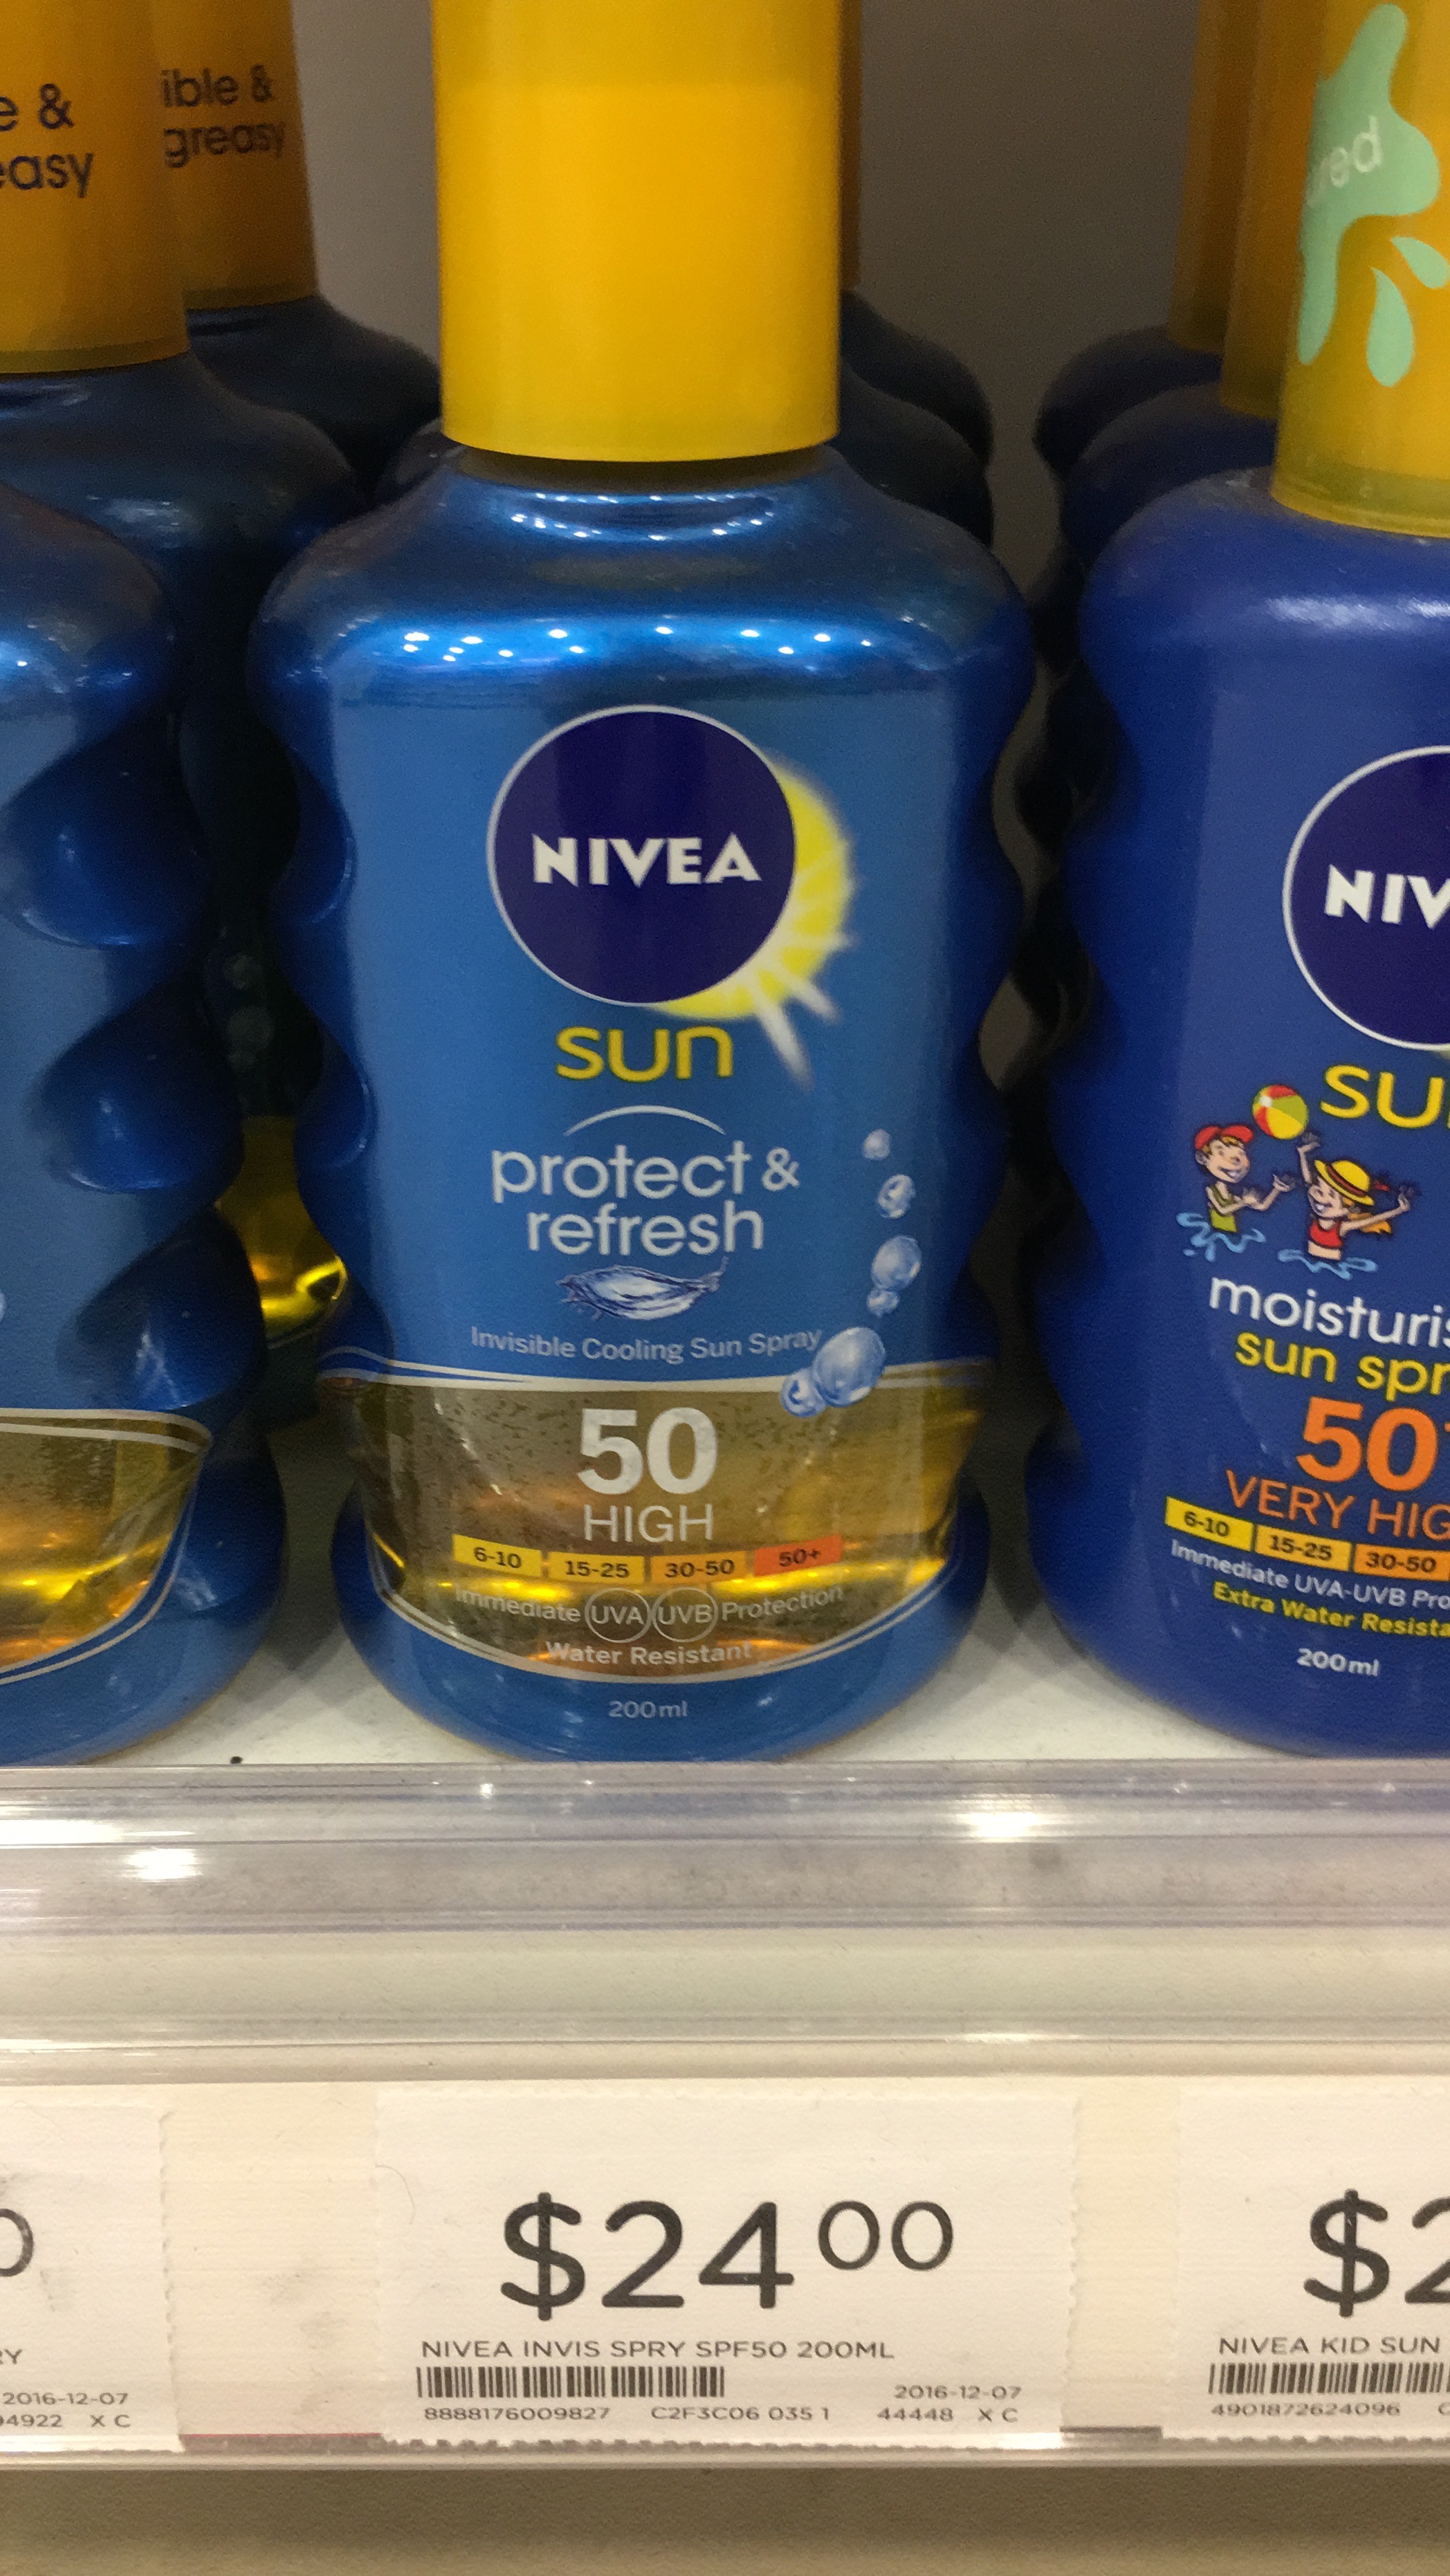 ible &
greasy
e &
easy
NIVEA
sun
protect &
refresh
Invisible Cooling Sun Spray
50
HIGH
6-10 15-25 30-50 50+
Immediate UVA UVB Protection
Water Resistant
200ml
NIV
moisturis
sun spr
50+
VERY HIG
6-10 15-25 30-50
Immediate UVA-UVB Pro
Extra Water Resista
200ml
$24 00
NIVEA INVIS SPRY SPF50 200ML
2016-12-07
8888176009827 C2F3C06 035 1 44448 X C
RY
2016-12-07
94922 X C
$2
NIVEA KID SUN
4901872624096